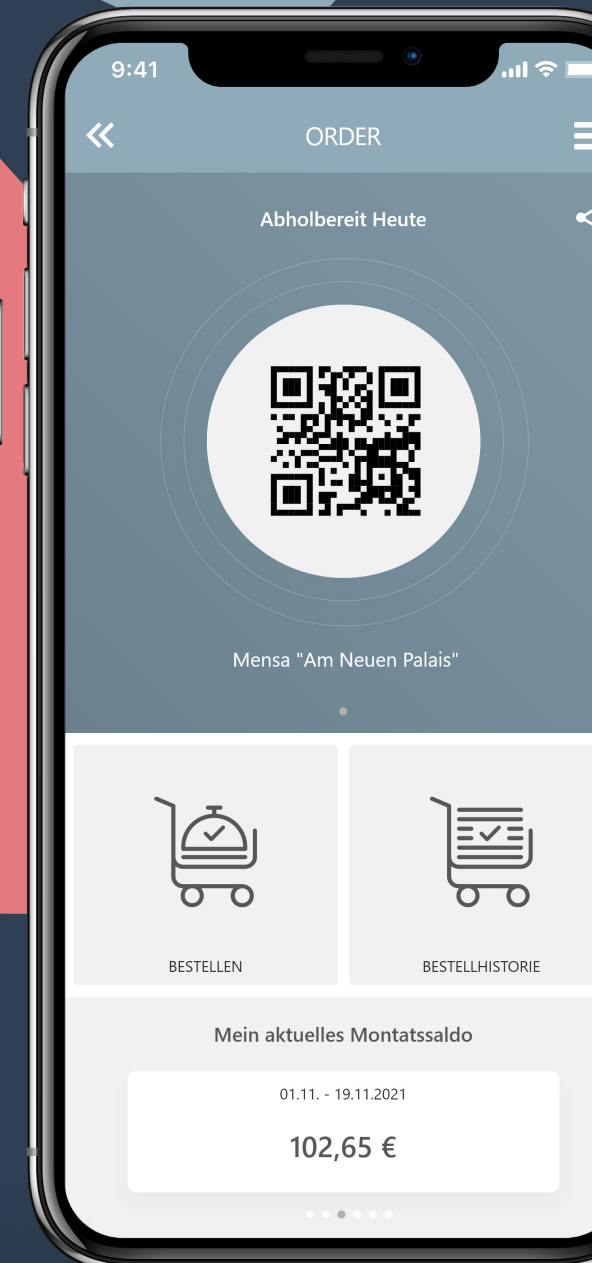 9:41
ORDER
Abholbereit Heute
Mensa "Am Neuen Palais"
BESTELLEN
BESTELLHISTORIE
Mein aktuelles Montatssaldo
01.11. - 19.11.2021
102,65 €